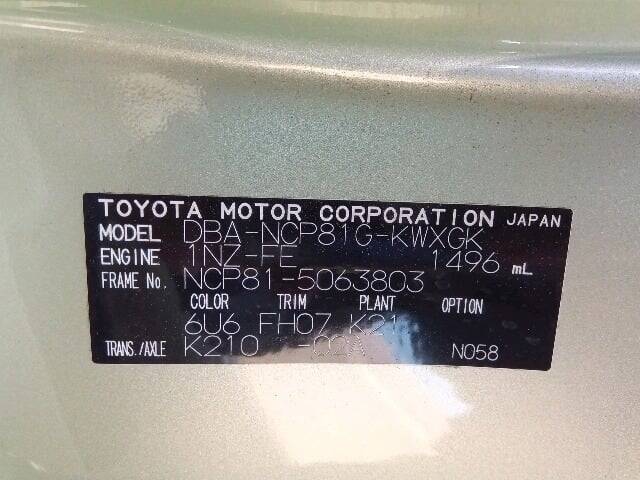 TOYOTA MOTOR CORPORATION JAPAN
MODEL DBA-NCP81G-KWXGK
ENGINE 1NZ-FE 1496 mL
FRAME No. NCP81-5063803
COLOR TRIM PLANT OPTION
6U6 FH07 K21
TRANS./AXLE K210 -02A N058